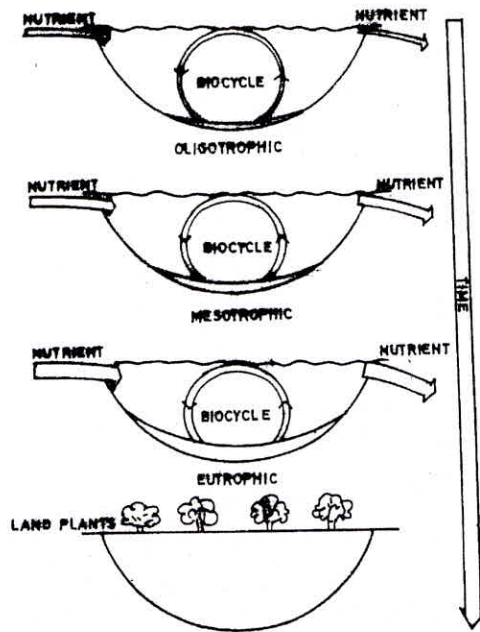 NUTRIENT NUTRIENT
BIOCYCLE
OLIGOTROPHIC
NUTRIENT NUTRIENT
BIOCYCLE
MESOTROPHIC
TIME
NUTRIENT NUTRIENT
BIOCYCLE
EUTROPHIC
LAND PLANTS